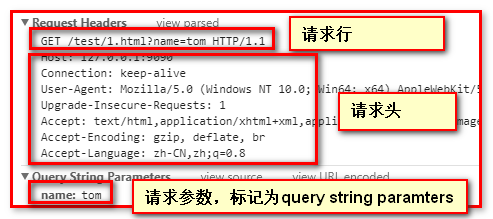 Request Headers view parsed
GET /test/1.html?name=tom HTTP/1.1
请求行
Host: 127.0.0.1:9090
Connection: keep-alive
User-Agent: Mozilla/5.0 (Windows NT 10.0; Win64; x64) AppleWebKit/5
请求头
Upgrade-Insecure-Requests: 1
Accept: text/html,application/xhtml+xml,appli mage
Accept-Encoding: gzip, deflate, br
Accept-Language: zh-CN,zh;q=0.8
Query String Parameters view source view URL encoded
name: tom
请求参数，标记为query string paramters